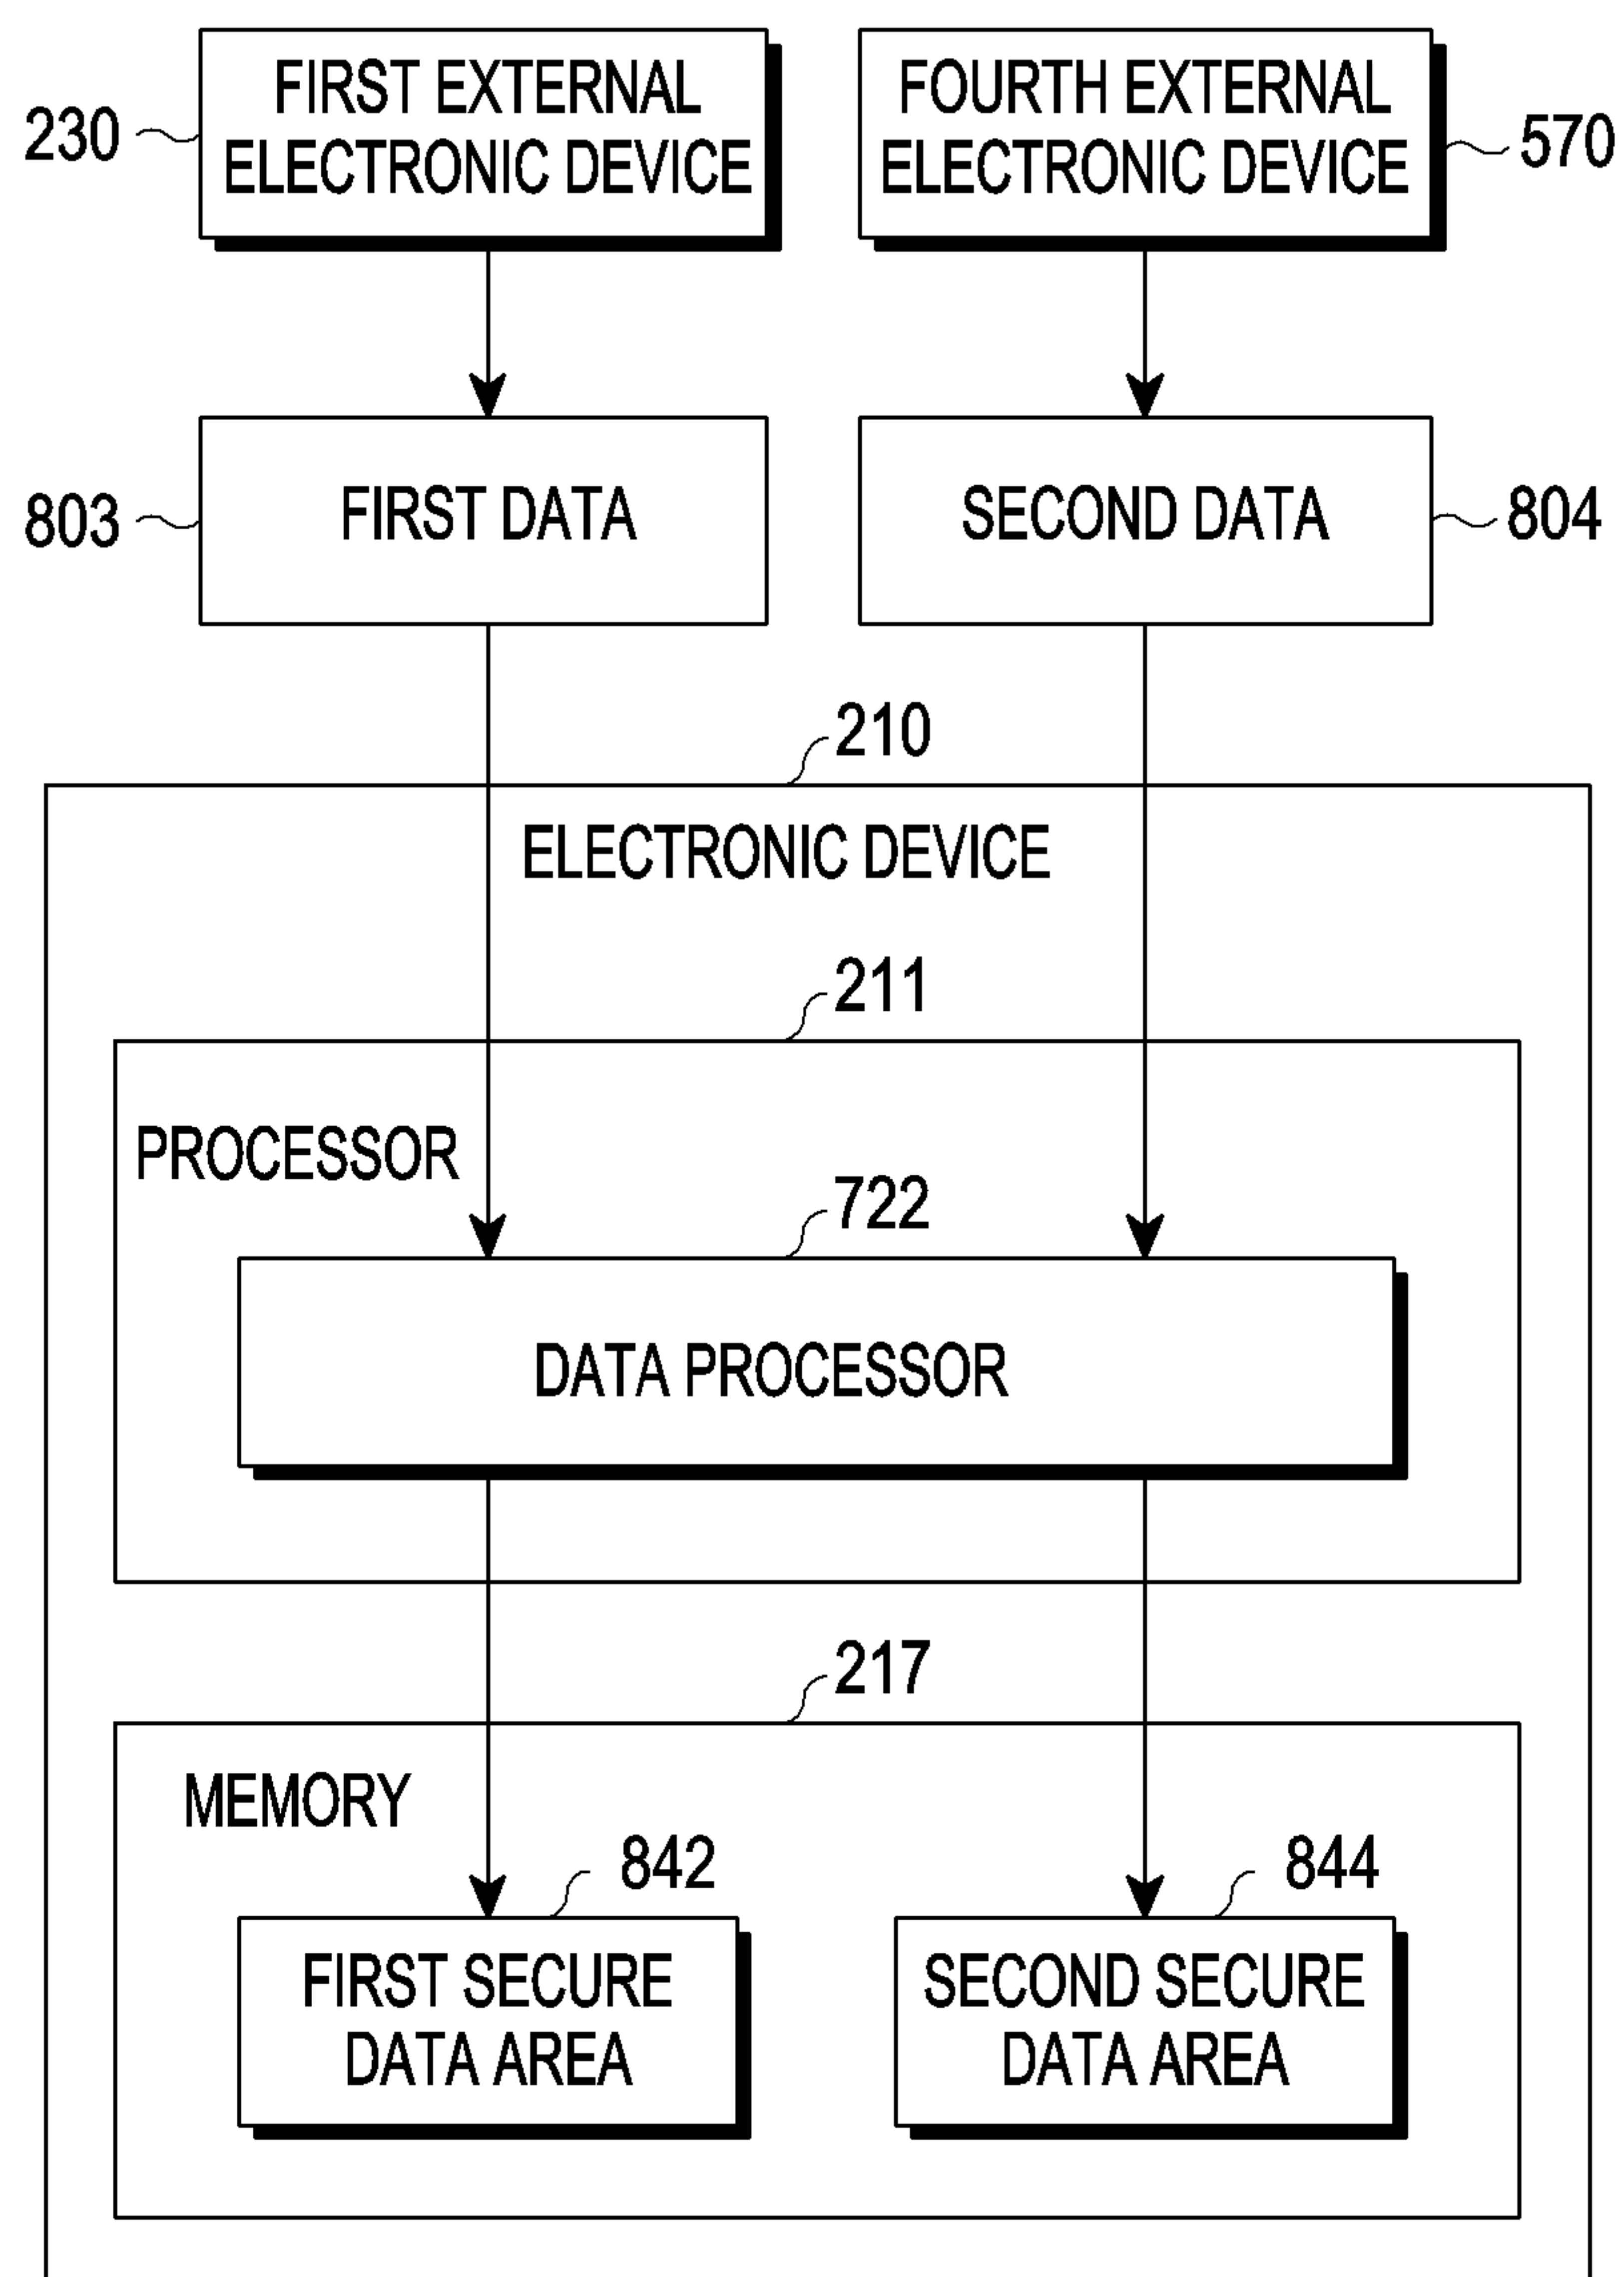 FIRST EXTERNAL
ELECTRONIC DEVICE
230
FOURTH EXTERNAL
ELECTRONIC DEVICE
570
803
FIRST DATA
SECOND DATA
804
210
ELECTRONIC DEVICE
211
PROCESSOR
722
DATA PROCESSOR
217
MEMORY
842
844
FIRST SECURE
DATA AREA
SECOND SECURE
DATA AREA